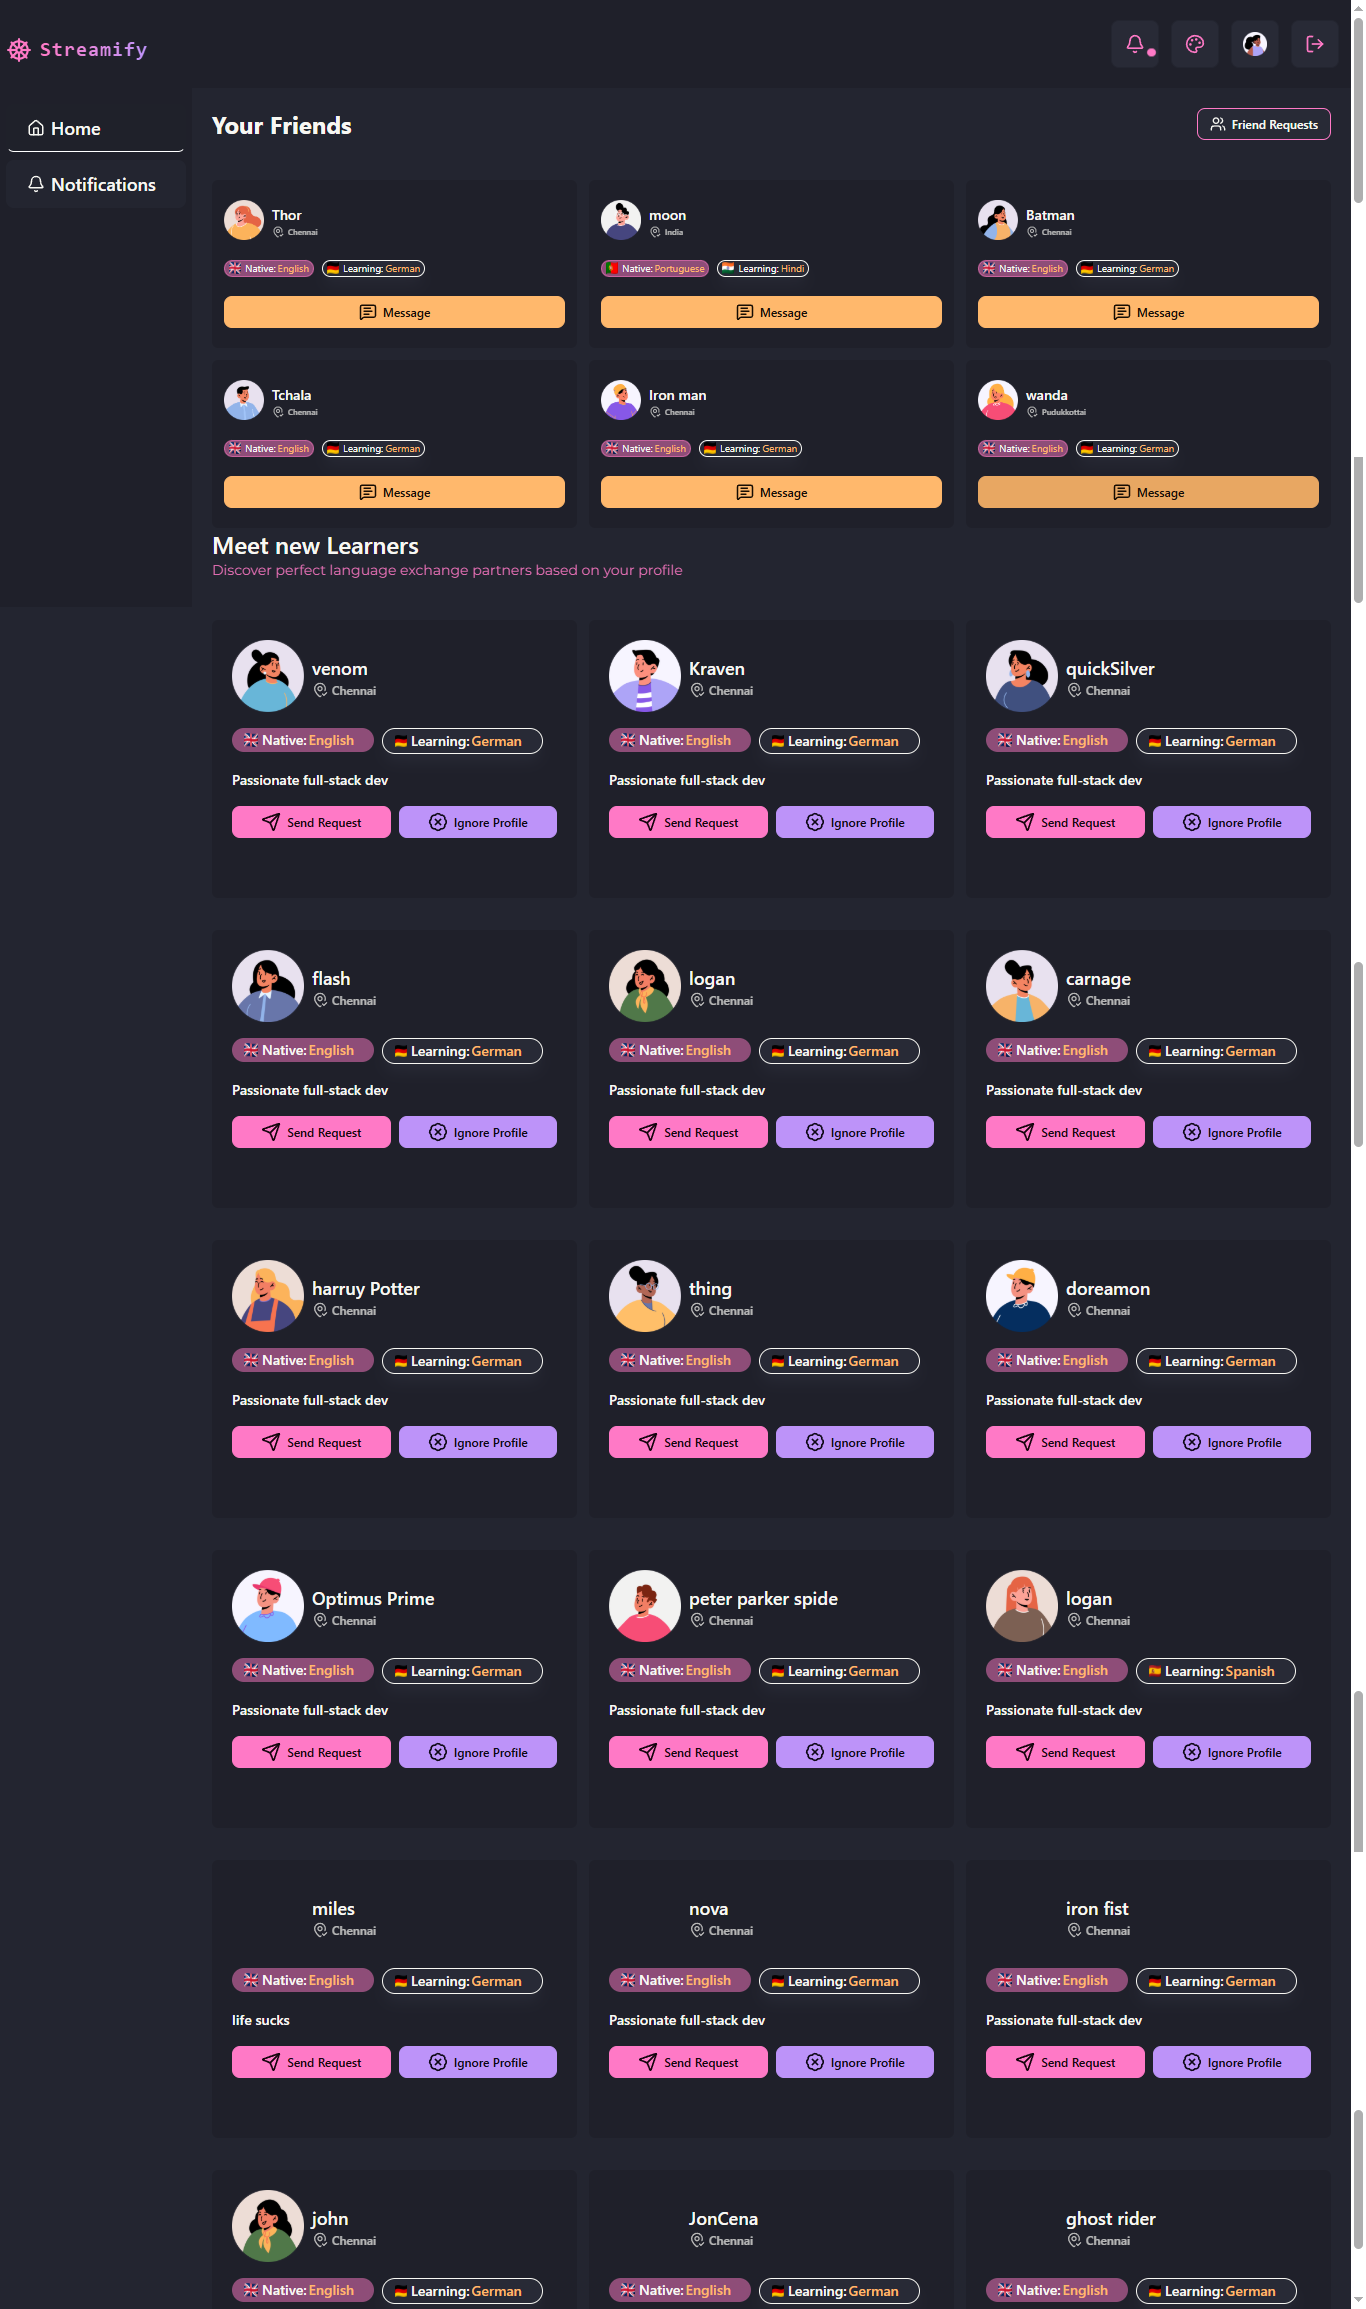 Streamify
Home
Notifications
Your Friends
Friend Requests
Thor
Chennai
Native: English Learning: German
Message
moon
India
Native: Portuguese Learning: Hindi
Message
Batman
Chennai
Native: English Learning: German
Message
Tchala
Chennai
Native: English Learning: German
Message
Iron man
Chennai
Native: English Learning: German
Message
wanda
Pudukkottai
Native: English Learning: German
Message
Meet new Learners
Discover perfect language exchange partners based on your profile
venom
Chennai
Native: English Learning: German
Passionate full-stack dev
Send Request Ignore Profile
Kraven
Chennai
Native: English Learning: German
Passionate full-stack dev
Send Request Ignore Profile
quickSilver
Chennai
Native: English Learning: German
Passionate full-stack dev
Send Request Ignore Profile
flash
Chennai
Native: English Learning: German
Passionate full-stack dev
Send Request Ignore Profile
logan
Chennai
Native: English Learning: German
Passionate full-stack dev
Send Request Ignore Profile
carnage
Chennai
Native: English Learning: German
Passionate full-stack dev
Send Request Ignore Profile
harruy Potter
Chennai
Native: English Learning: German
Passionate full-stack dev
Send Request Ignore Profile
thing
Chennai
Native: English Learning: German
Passionate full-stack dev
Send Request Ignore Profile
doreamon
Chennai
Native: English Learning: German
Passionate full-stack dev
Send Request Ignore Profile
Optimus Prime
Chennai
Native: English Learning: German
Passionate full-stack dev
Send Request Ignore Profile
peter parker spide
Chennai
Native: English Learning: German
Passionate full-stack dev
Send Request Ignore Profile
logan
Chennai
Native: English Learning: Spanish
Passionate full-stack dev
Send Request Ignore Profile
miles
Chennai
Native: English Learning: German
life sucks
Send Request Ignore Profile
nova
Chennai
Native: English Learning: German
Passionate full-stack dev
Send Request Ignore Profile
iron fist
Chennai
Native: English Learning: German
Passionate full-stack dev
Send Request Ignore Profile
john
Chennai
Native: English Learning: German
JonCena
Chennai
Native: English Learning: German
ghost rider
Chennai
Native: English Learning: German